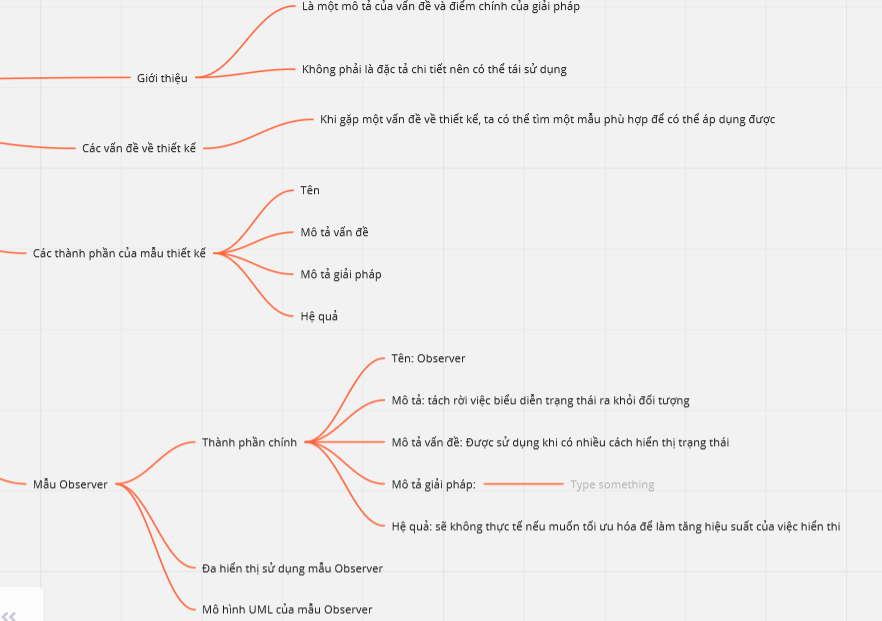 Là một mô tả của vấn đề và điểm chính của giải pháp
Giới thiệu
Không phải là đặc tả chi tiết nên có thể tái sử dụng
Khi gặp một vấn đề về thiết kế, ta có thể tìm một mẫu phù hợp để có thể áp dụng được
Các vấn đề về thiết kế
Tên
Mô tả vấn đề
Các thành phần của mẫu thiết kế
Mô tả giải pháp
Hệ quả
Tên: Observer
Mô tả: tách rời việc biểu diễn trạng thái ra khỏi đối tượng
Thành phần chính
Mô tả vấn đề: Được sử dụng khi có nhiều cách hiển thị trạng thái
Mẫu Observer
Mô tả giải pháp:
Type something
Hệ quả: sẽ không thực tế nếu muốn tối ưu hóa để làm tăng hiệu suất của việc hiển thi
Đa hiển thị sử dụng mẫu Observer
Mô hình UML của mẫu Observer